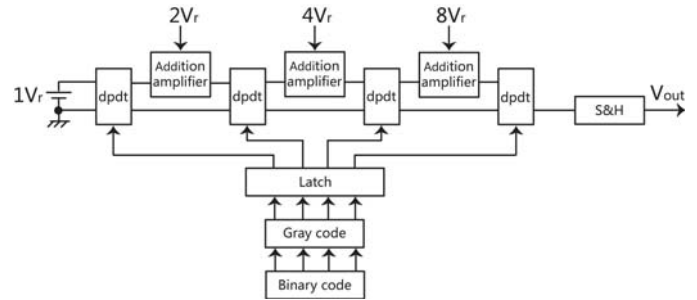 2Vr
4Vr
8Vr
Addition
amplifier
Addition
amplifier
Addition
amplifier
1Vr
dpdt
dpdt
dpdt
dpdt
S&H
Vout
Latch
Gray code
Binary code